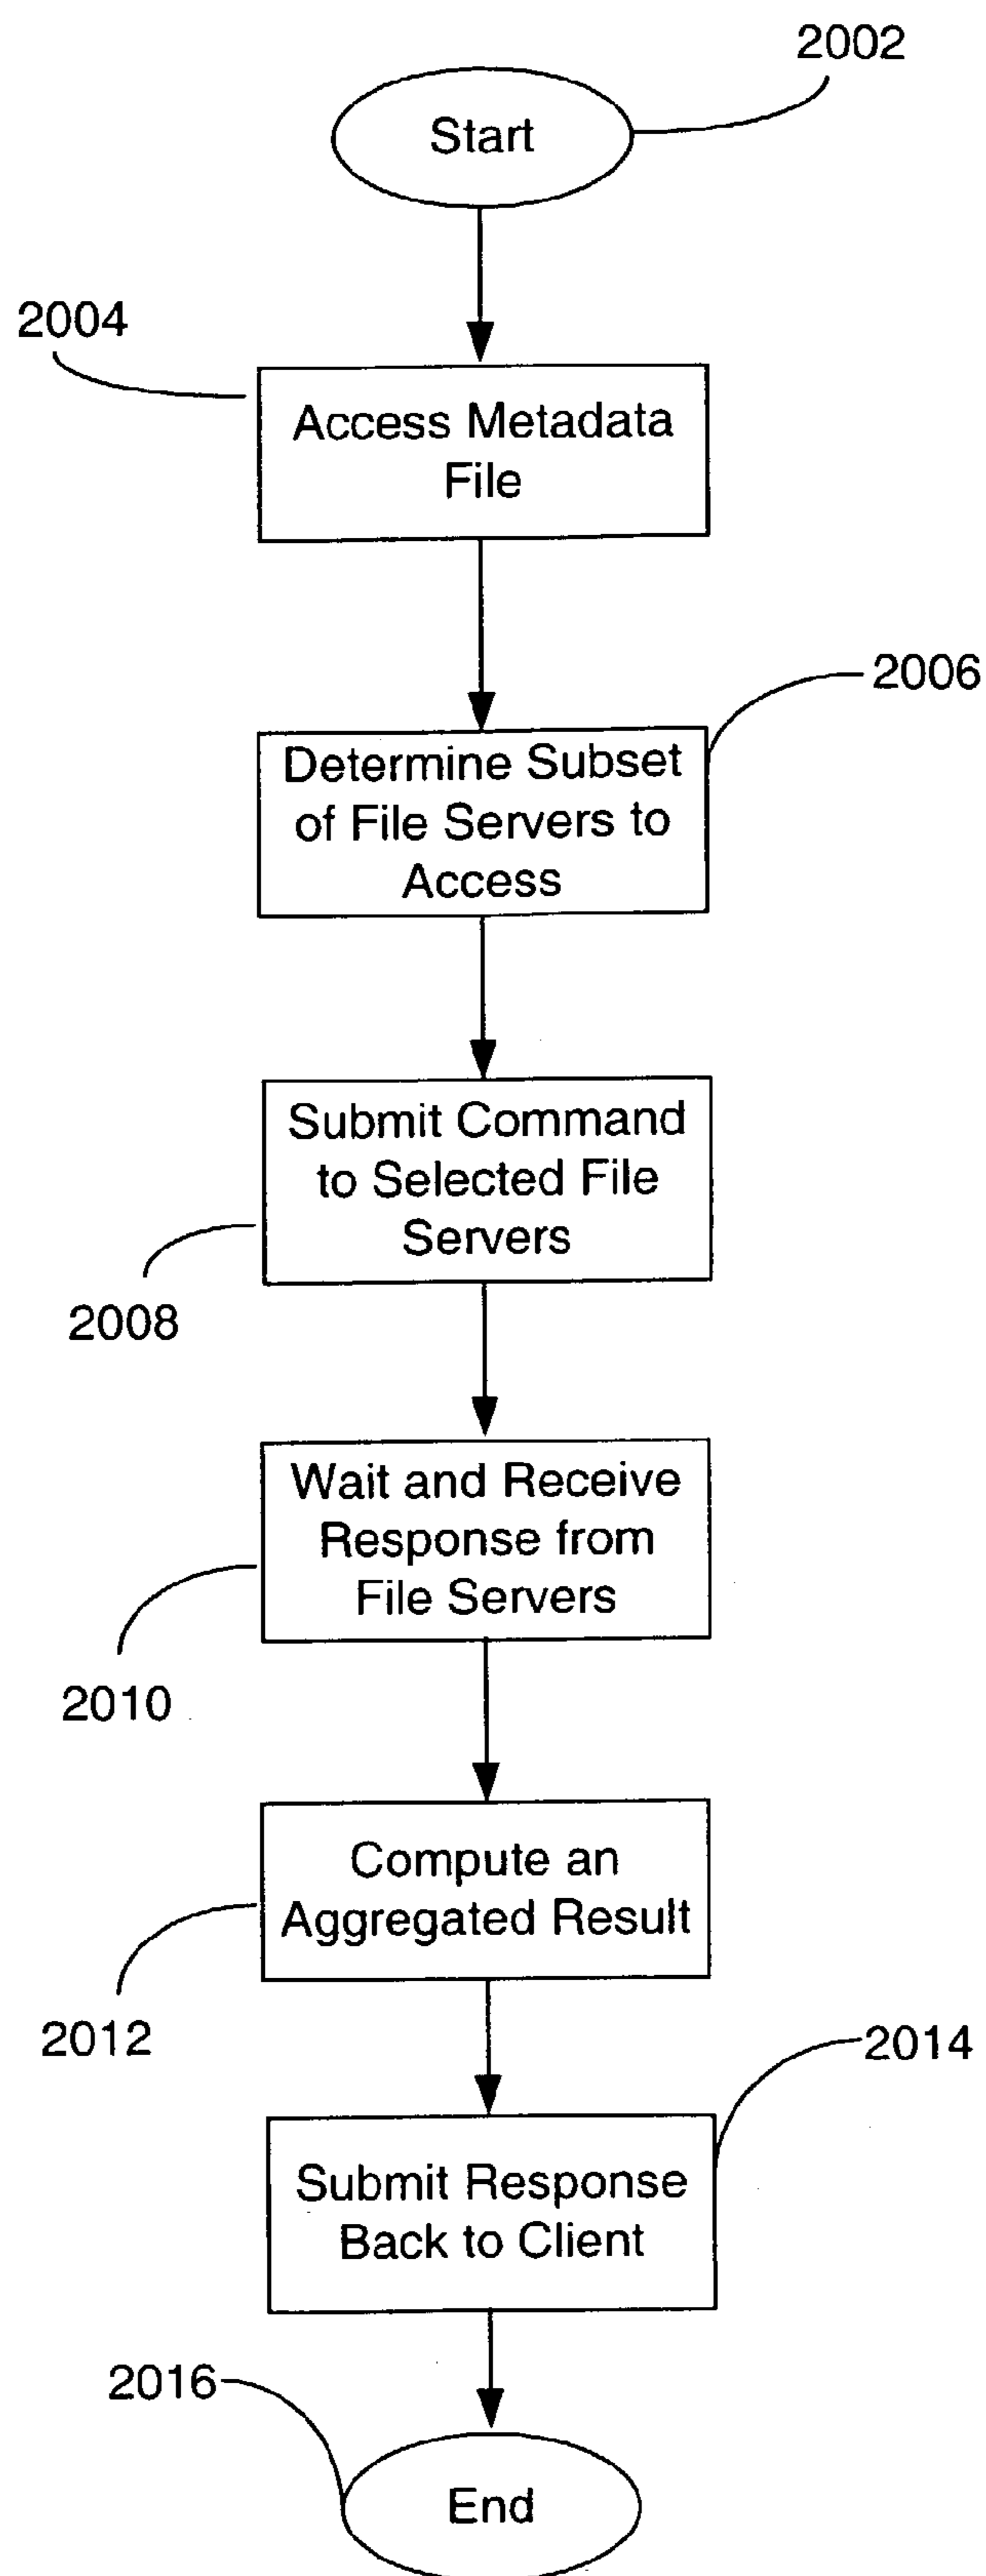 2002
Start
2004
Access Metadata
File
2006
Determine Subset
of File Servers to
Access
Submit Command
to Selected File
Servers
2008
Wait and Receive
Response from
File Servers
2010
Compute an
Aggregated Result
2012
2014
Submit Response
Back to Client
2016
End